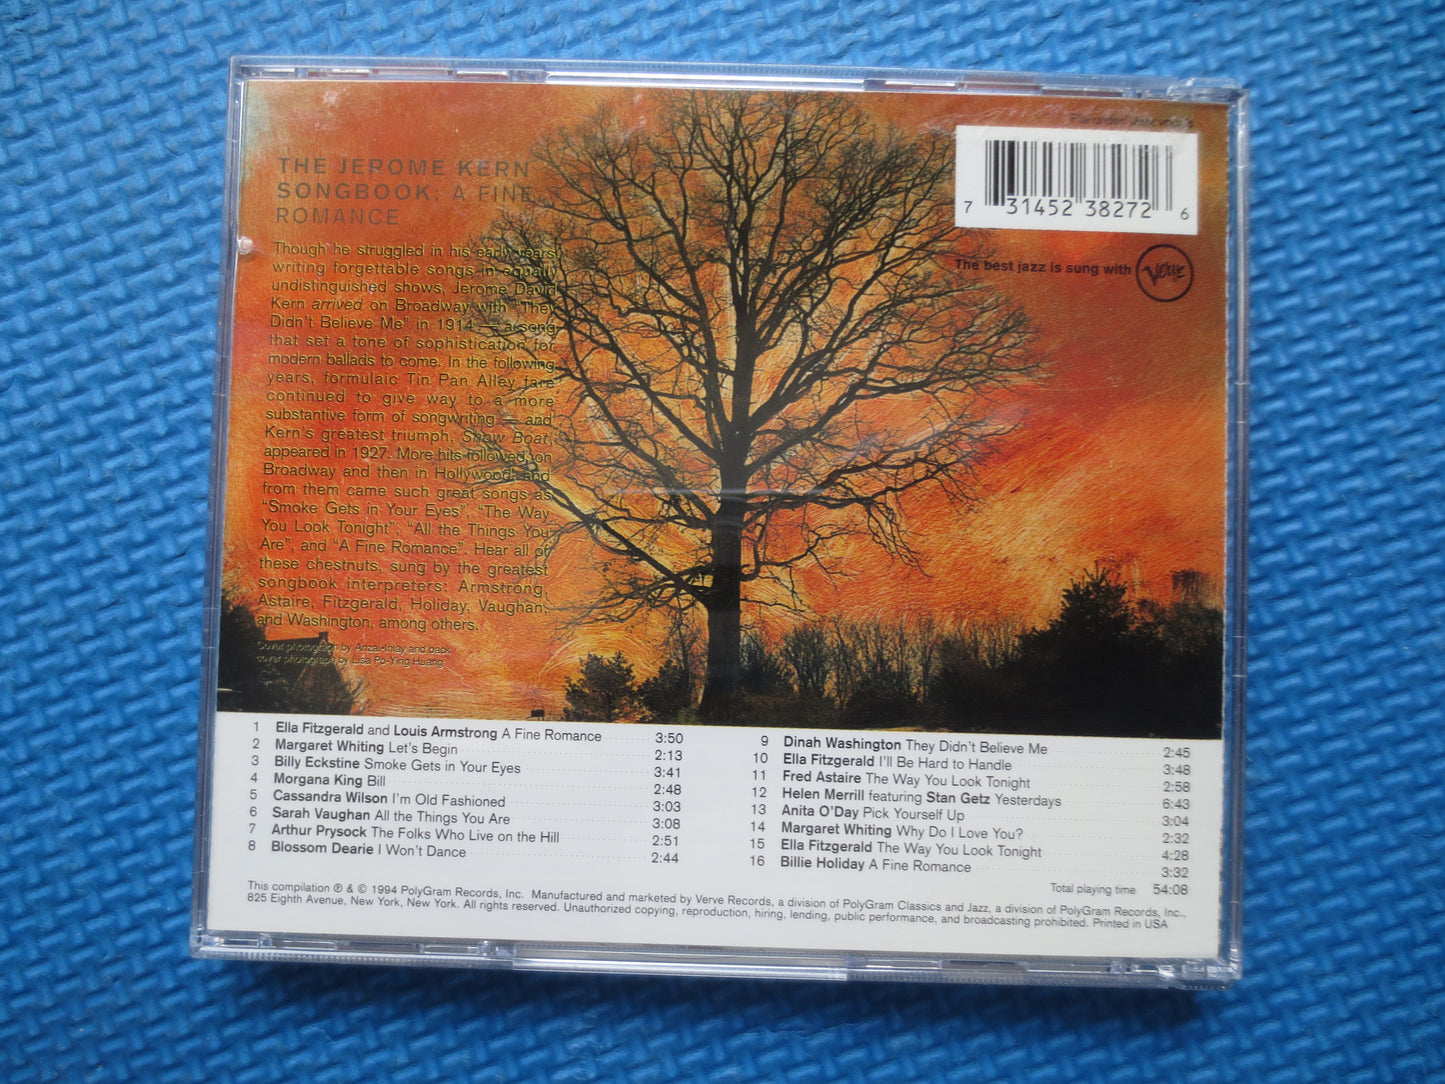 File under: Jazz vocals
7 31452 38272 6
The best jazz is sung with Verve
THE JEROME KERN
SONGBOOK: A FINE
ROMANCE
Though he struggled in his early years,
writing forgettable songs in equally
undistinguished shows, Jerome David
Kern arrived on Broadway with "They
Didn't Believe Me" in 1914 — a song
that set a tone of sophistication for
modern ballads to come. In the following
years, formulaic Tin Pan Alley fare
continued to give way to a more
substantive form of songwriting — and
Kern's greatest triumph, Show Boat,
appeared in 1927. More hits followed, on
Broadway and then in Hollywood, and
from them came such great songs as
"Smoke Gets in Your Eyes", "The Way
You Look Tonight", "All the Things You
Are", and "A Fine Romance". Hear all of
these chestnuts, sung by the greatest
songbook interpreters: Armstrong,
Astaire, Fitzgerald, Holiday, Vaughan,
and Washington, among others.
Cover photograph by Anzai. Inlay and back
cover photograph by Lisa Po-Ying Huang
1 Ella Fitzgerald and Louis Armstrong A Fine Romance 3:50
2 Margaret Whiting Let's Begin 2:13
3 Billy Eckstine Smoke Gets in Your Eyes 3:41
4 Morgana King Bill 2:48
5 Cassandra Wilson I'm Old Fashioned 3:03
6 Sarah Vaughan All the Things You Are 3:08
7 Arthur Prysock The Folks Who Live on the Hill 2:51
8 Blossom Dearie I Won't Dance 2:44
9 Dinah Washington They Didn't Believe Me 2:45
10 Ella Fitzgerald I'll Be Hard to Handle 3:48
11 Fred Astaire The Way You Look Tonight 2:58
12 Helen Merrill featuring Stan Getz Yesterdays 6:43
13 Anita O'Day Pick Yourself Up 3:04
14 Margaret Whiting Why Do I Love You? 2:32
15 Ella Fitzgerald The Way You Look Tonight 4:28
16 Billie Holiday A Fine Romance 3:32
Total playing time 54:08
This compilation ℗ & © 1994 PolyGram Records, Inc. Manufactured and marketed by Verve Records, a division of PolyGram Classics and Jazz, a division of PolyGram Records, Inc.,
825 Eighth Avenue, New York, New York. All rights reserved. Unauthorized copying, reproduction, hiring, lending, public performance, and broadcasting prohibited. Printed in USA